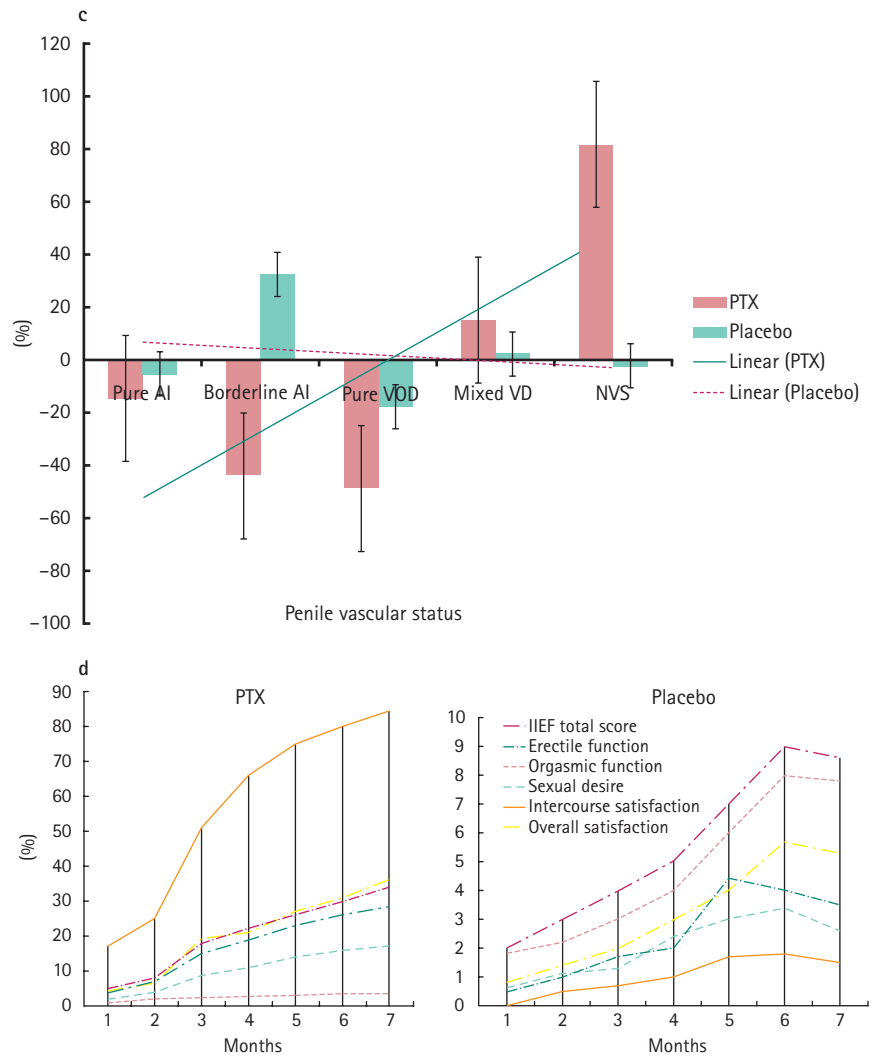 c
120
100
80
60
40
20
0
–20
–40
–60
–80
–100
(%)
Pure AI Borderline AI Pure VOD Mixed VD NVS
Penile vascular status
PTX
Placebo
Linear (PTX)
Linear (Placebo)
d
PTX
90
80
70
60
50
40
30
20
10
0
(%)
1 2 3 4 5 6 7
Months
Placebo
10
9
8
7
6
5
4
3
2
1
0
IIEF total score
Erectile function
Orgasmic function
Sexual desire
Intercourse satisfaction
Overall satisfaction
1 2 3 4 5 6 7
Months